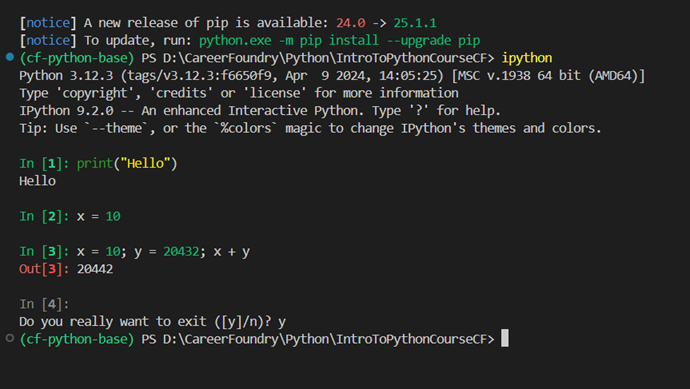 [notice] A new release of pip is available: 24.0 -> 25.1.1
[notice] To update, run: python.exe -m pip install --upgrade pip
(cf-python-base) PS D:\CareerFoundry\Python\IntroToPythonCourseCF> ipython
Python 3.12.3 (tags/v3.12.3:f6650f9, Apr  9 2024, 14:05:25) [MSC v.1938 64 bit (AMD64)]
Type 'copyright', 'credits' or 'license' for more information
IPython 9.2.0 -- An enhanced Interactive Python. Type '?' for help.
Tip: Use `--theme`, or the `%colors` magic to change IPython's themes and colors.
In [1]: print("Hello")
Hello
In [2]: x = 10
In [3]: x = 10; y = 20432; x + y
Out[3]: 20442
In [4]:
Do you really want to exit ([y]/n)? y
(cf-python-base) PS D:\CareerFoundry\Python\IntroToPythonCourseCF>